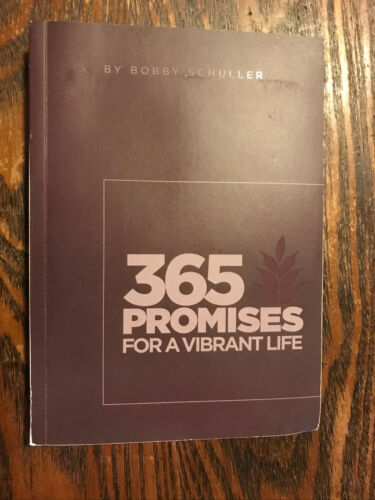 BY BOBBY SCHULLER
365
PROMISES
FOR A VIBRANT LIFE